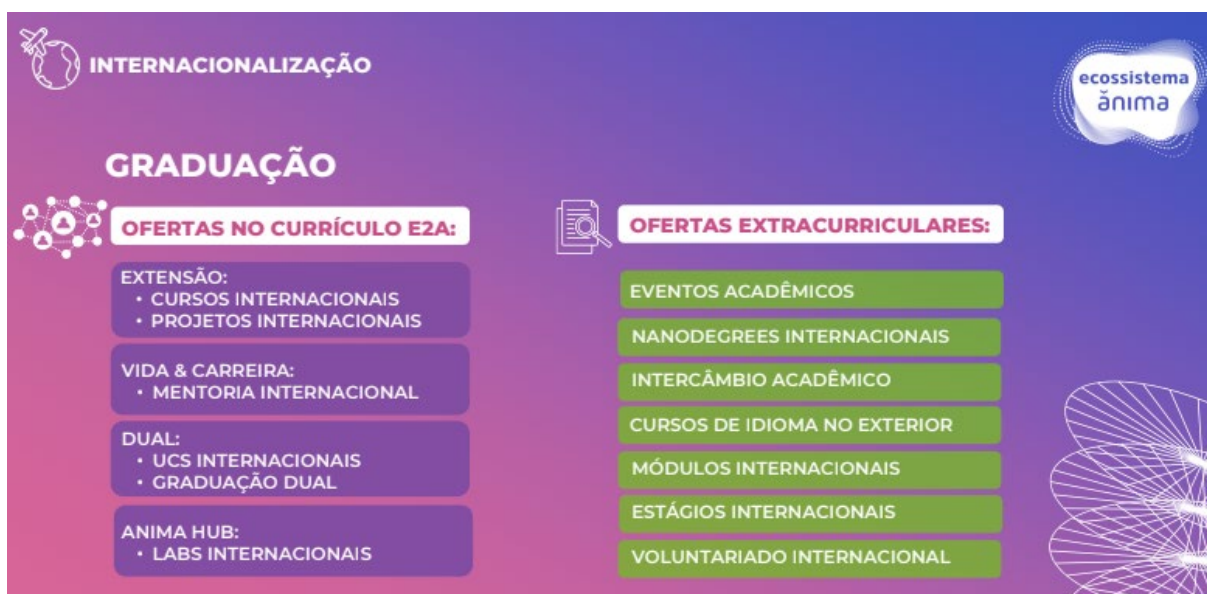 INTERNACIONALIZAÇÃO
ecossistema
ănıma
GRADUAÇÃO
OFERTAS NO CURRÍCULO E2A:
EXTENSÃO:
• CURSOS INTERNACIONAIS
• PROJETOS INTERNACIONAIS
VIDA & CARREIRA:
• MENTORIA INTERNACIONAL
DUAL:
• UCS INTERNACIONAIS
• GRADUAÇÃO DUAL
ANIMA HUB:
• LABS INTERNACIONAIS
OFERTAS EXTRACURRICULARES:
EVENTOS ACADÊMICOS
NANODEGREES INTERNACIONAIS
INTERCÂMBIO ACADÊMICO
CURSOS DE IDIOMA NO EXTERIOR
MÓDULOS INTERNACIONAIS
ESTÁGIOS INTERNACIONAIS
VOLUNTARIADO INTERNACIONAL